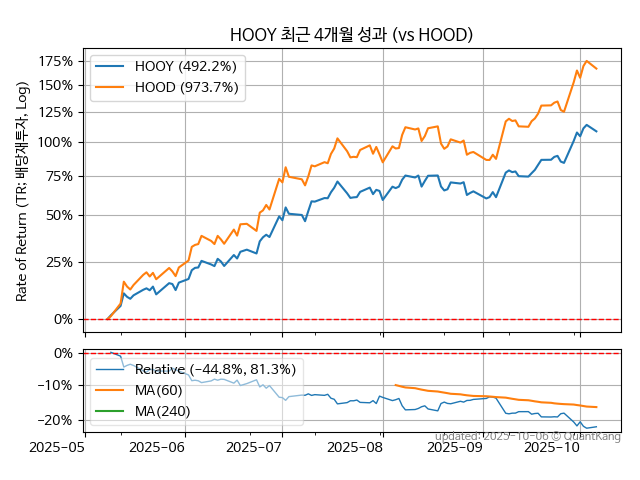 HOOY 최근 4개월 성과 (vs HOOD)
Rate of Return (TR: 배당재투자, Log)
175%
150%
125%
100%
75%
50%
25%
0%
HOOY (492.2%)
HOOD (973.7%)
0%
−10%
−20%
Relative (−44.8%, 81.3%)
MA(60)
MA(240)
updated: 2025-10-06 © QuantKang
2025-05
2025-06
2025-07
2025-08
2025-09
2025-10